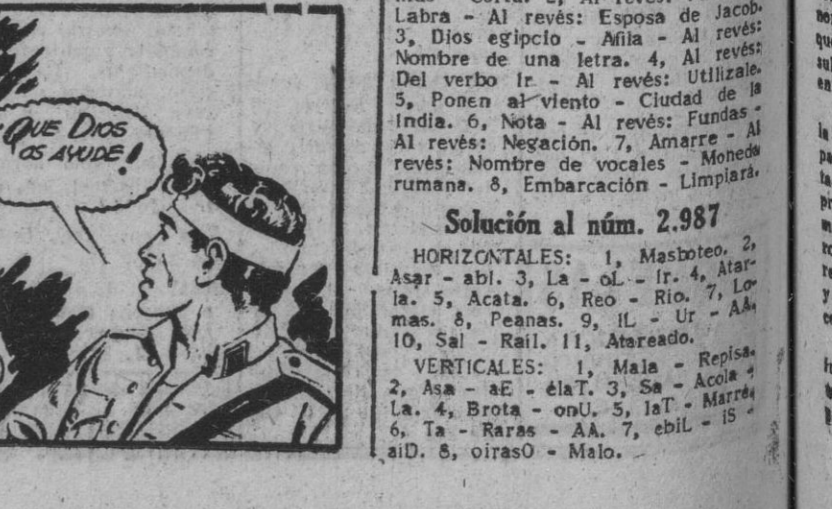 QUE DIOS
OS AYUDE!
Labra - Al revés: Esposa de Jacob.
3, Dios egipcio - Afila - Al revés:
Nombre de una letra. 4, Al revés:
Del verbo Ir - Al revés: Utilízale.
5, Ponen al viento - Ciudad de la
India. 6, Nota - Al revés: Fundas -
Al revés: Negación. 7, Amarre - Al
revés: Nombre de vocales - Moneda
rumana. 8, Embarcación - Limpiará.
Solución al núm. 2.987
HORIZONTALES: 1, Masboteo. 2,
Asar - abI. 3, La - oL - Ir. 4, Atar-
la. 5, Acata. 6, Reo - Río. 7, Lo-
mas. 8, Peanas. 9, IL - Ur - AA.
10, Sal - Raíl. 11, Atareado.
VERTICALES: 1, Mala - Repisa.
2, Asa - aE - élaT. 3, Sa - Acola -
La. 4, Brota - onU. 5, IaT - Marré.
6, Ta - Raras - AA. 7, ebiL - iS -
aiD. 8, oirasO - Malo.